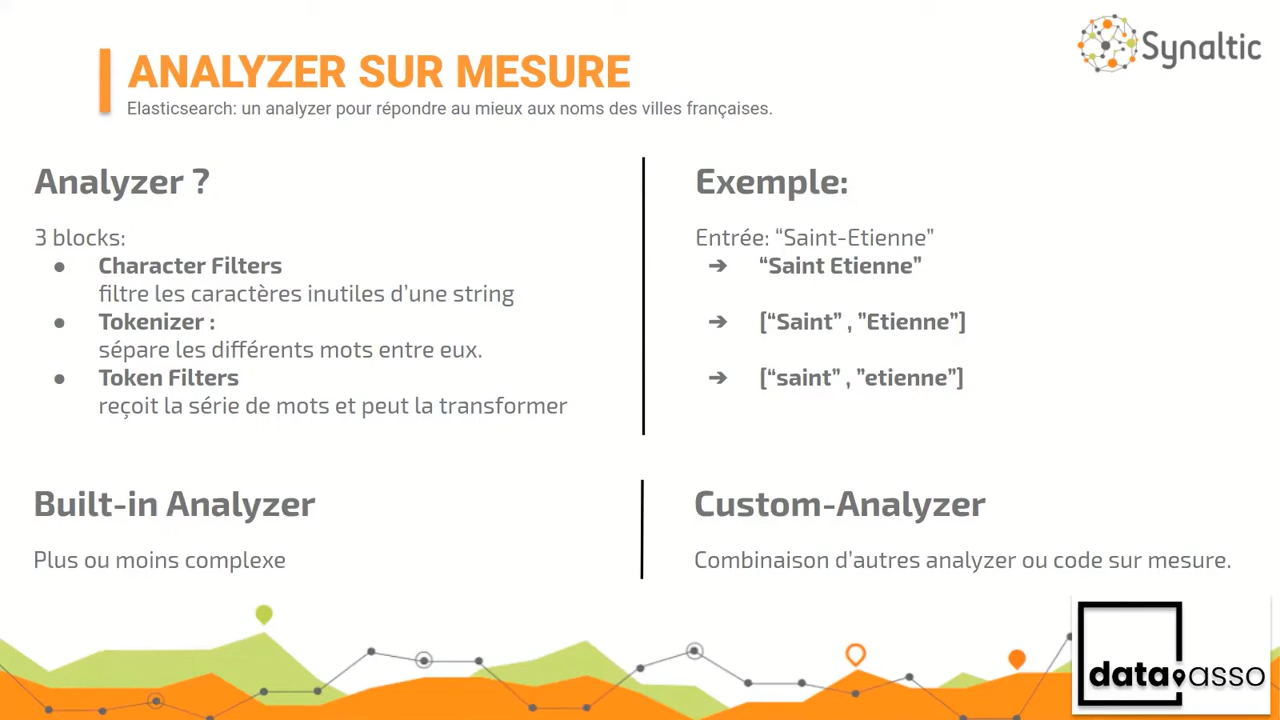 Synaltic
ANALYZER SUR MESURE
Elasticsearch: un analyzer pour répondre au mieux aux noms des villes françaises.
Analyzer ?
3 blocks:
● Character Filters
filtre les caractères inutiles d’une string
● Tokenizer :
sépare les différents mots entre eux.
● Token Filters
reçoit la série de mots et peut la transformer
Exemple:
Entrée: “Saint-Etienne”
➔ “Saint Etienne”
➔ [“Saint” , ”Etienne”]
➔ [“saint” , ”etienne”]
Built-in Analyzer
Plus ou moins complexe
Custom-Analyzer
Combinaison d’autres analyzer ou code sur mesure.
data asso